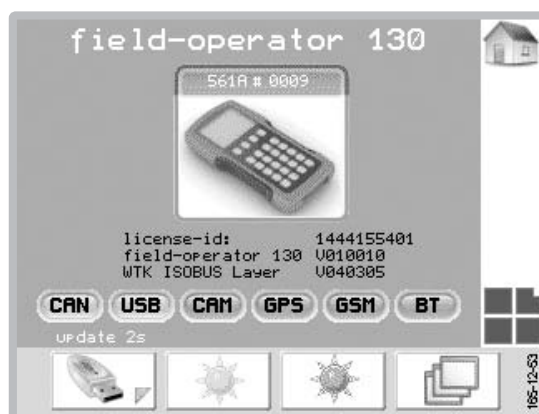 field-operator 130
561A # 0009
license-id: 1444155401
field-operator 130 V010010
WTK ISOBUS Layer V040305
CAN USB CAM GPS GSM BT
update 2s
165-12-53